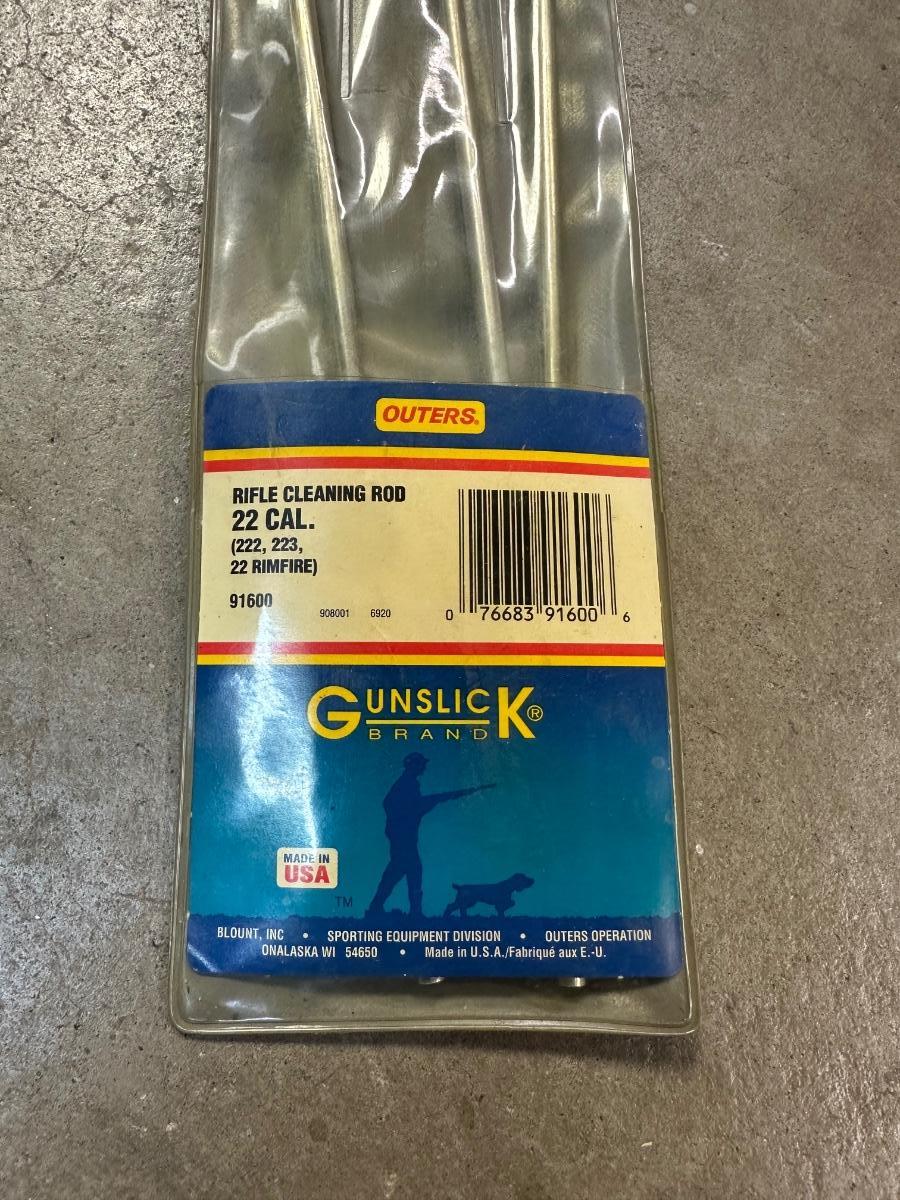 OUTERS®
RIFLE CLEANING ROD
22 CAL.
(222, 223,
22 RIMFIRE)
91600
908001 6920
0 76683 91600 6
GUNSLICK®
BRAND
MADE IN
USA
TM
BLOUNT, INC • SPORTING EQUIPMENT DIVISION • OUTERS OPERATION
ONALASKA WI 54650 • Made in U.S.A./Fabriqué aux E.-U.